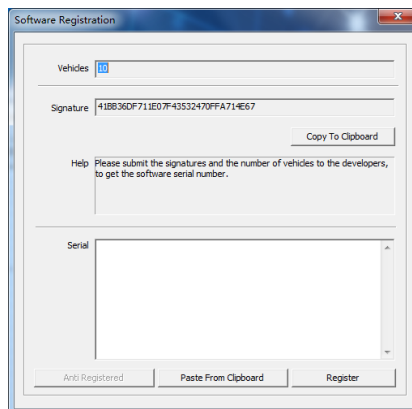 Software Registration
Vehicles 10
Signature 41BB36DF711E07F43532470FFA714E67
Copy To Clipboard
Help Please submit the signatures and the number of vehicles to the developers,
to get the software serial number.
Serial
Anti Registered Paste From Clipboard Register